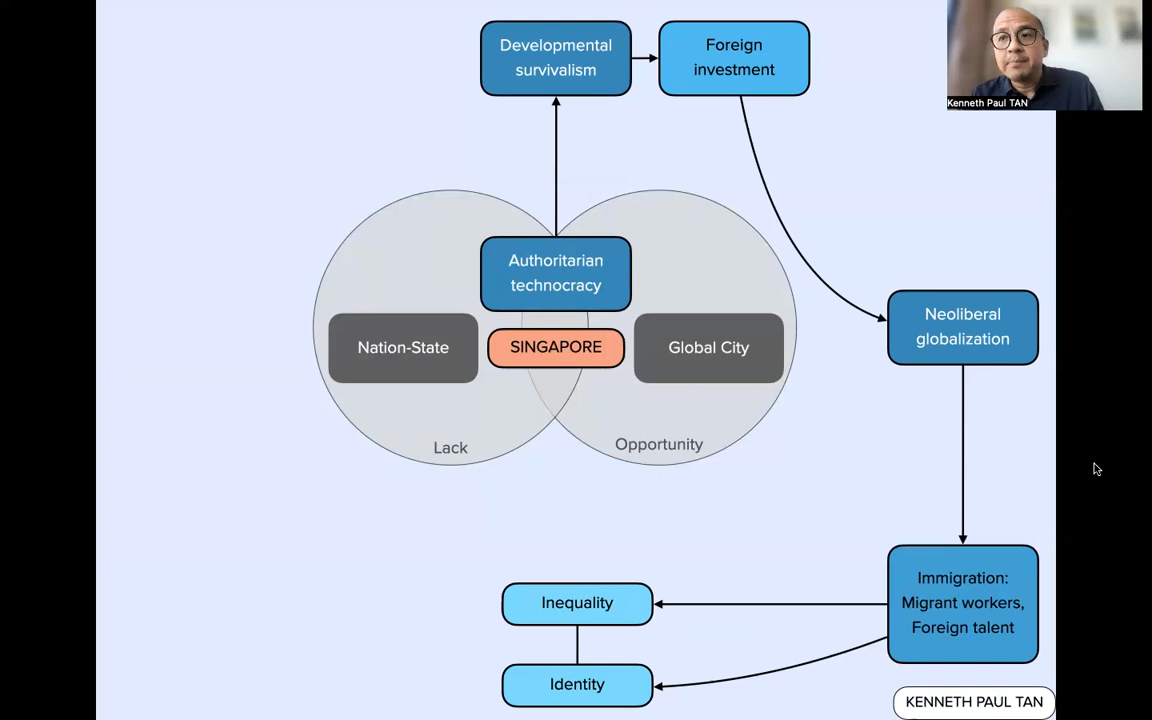 Developmental
survivalism
Foreign
investment
Kenneth Paul TAN
Authoritarian
technocracy
Nation-State
SINGAPORE
Global City
Lack
Opportunity
Neoliberal
globalization
Immigration:
Migrant workers,
Foreign talent
Inequality
Identity
KENNETH PAUL TAN